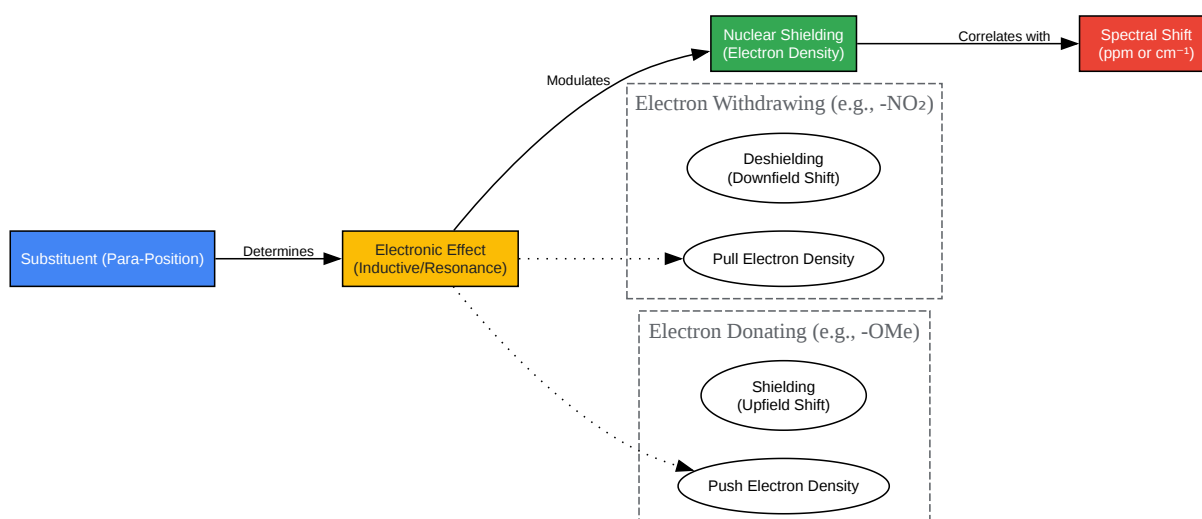 Nuclear Shielding
(Electron Density)
Correlates with
Spectral Shift
(ppm or cm⁻¹)
Modulates
Electron Withdrawing (e.g., -NO₂)
Deshielding
(Downfield Shift)
Substituent (Para-Position)
Determines
Electronic Effect
(Inductive/Resonance)
Pull Electron Density
Electron Donating (e.g., -OMe)
Shielding
(Upfield Shift)
Push Electron Density